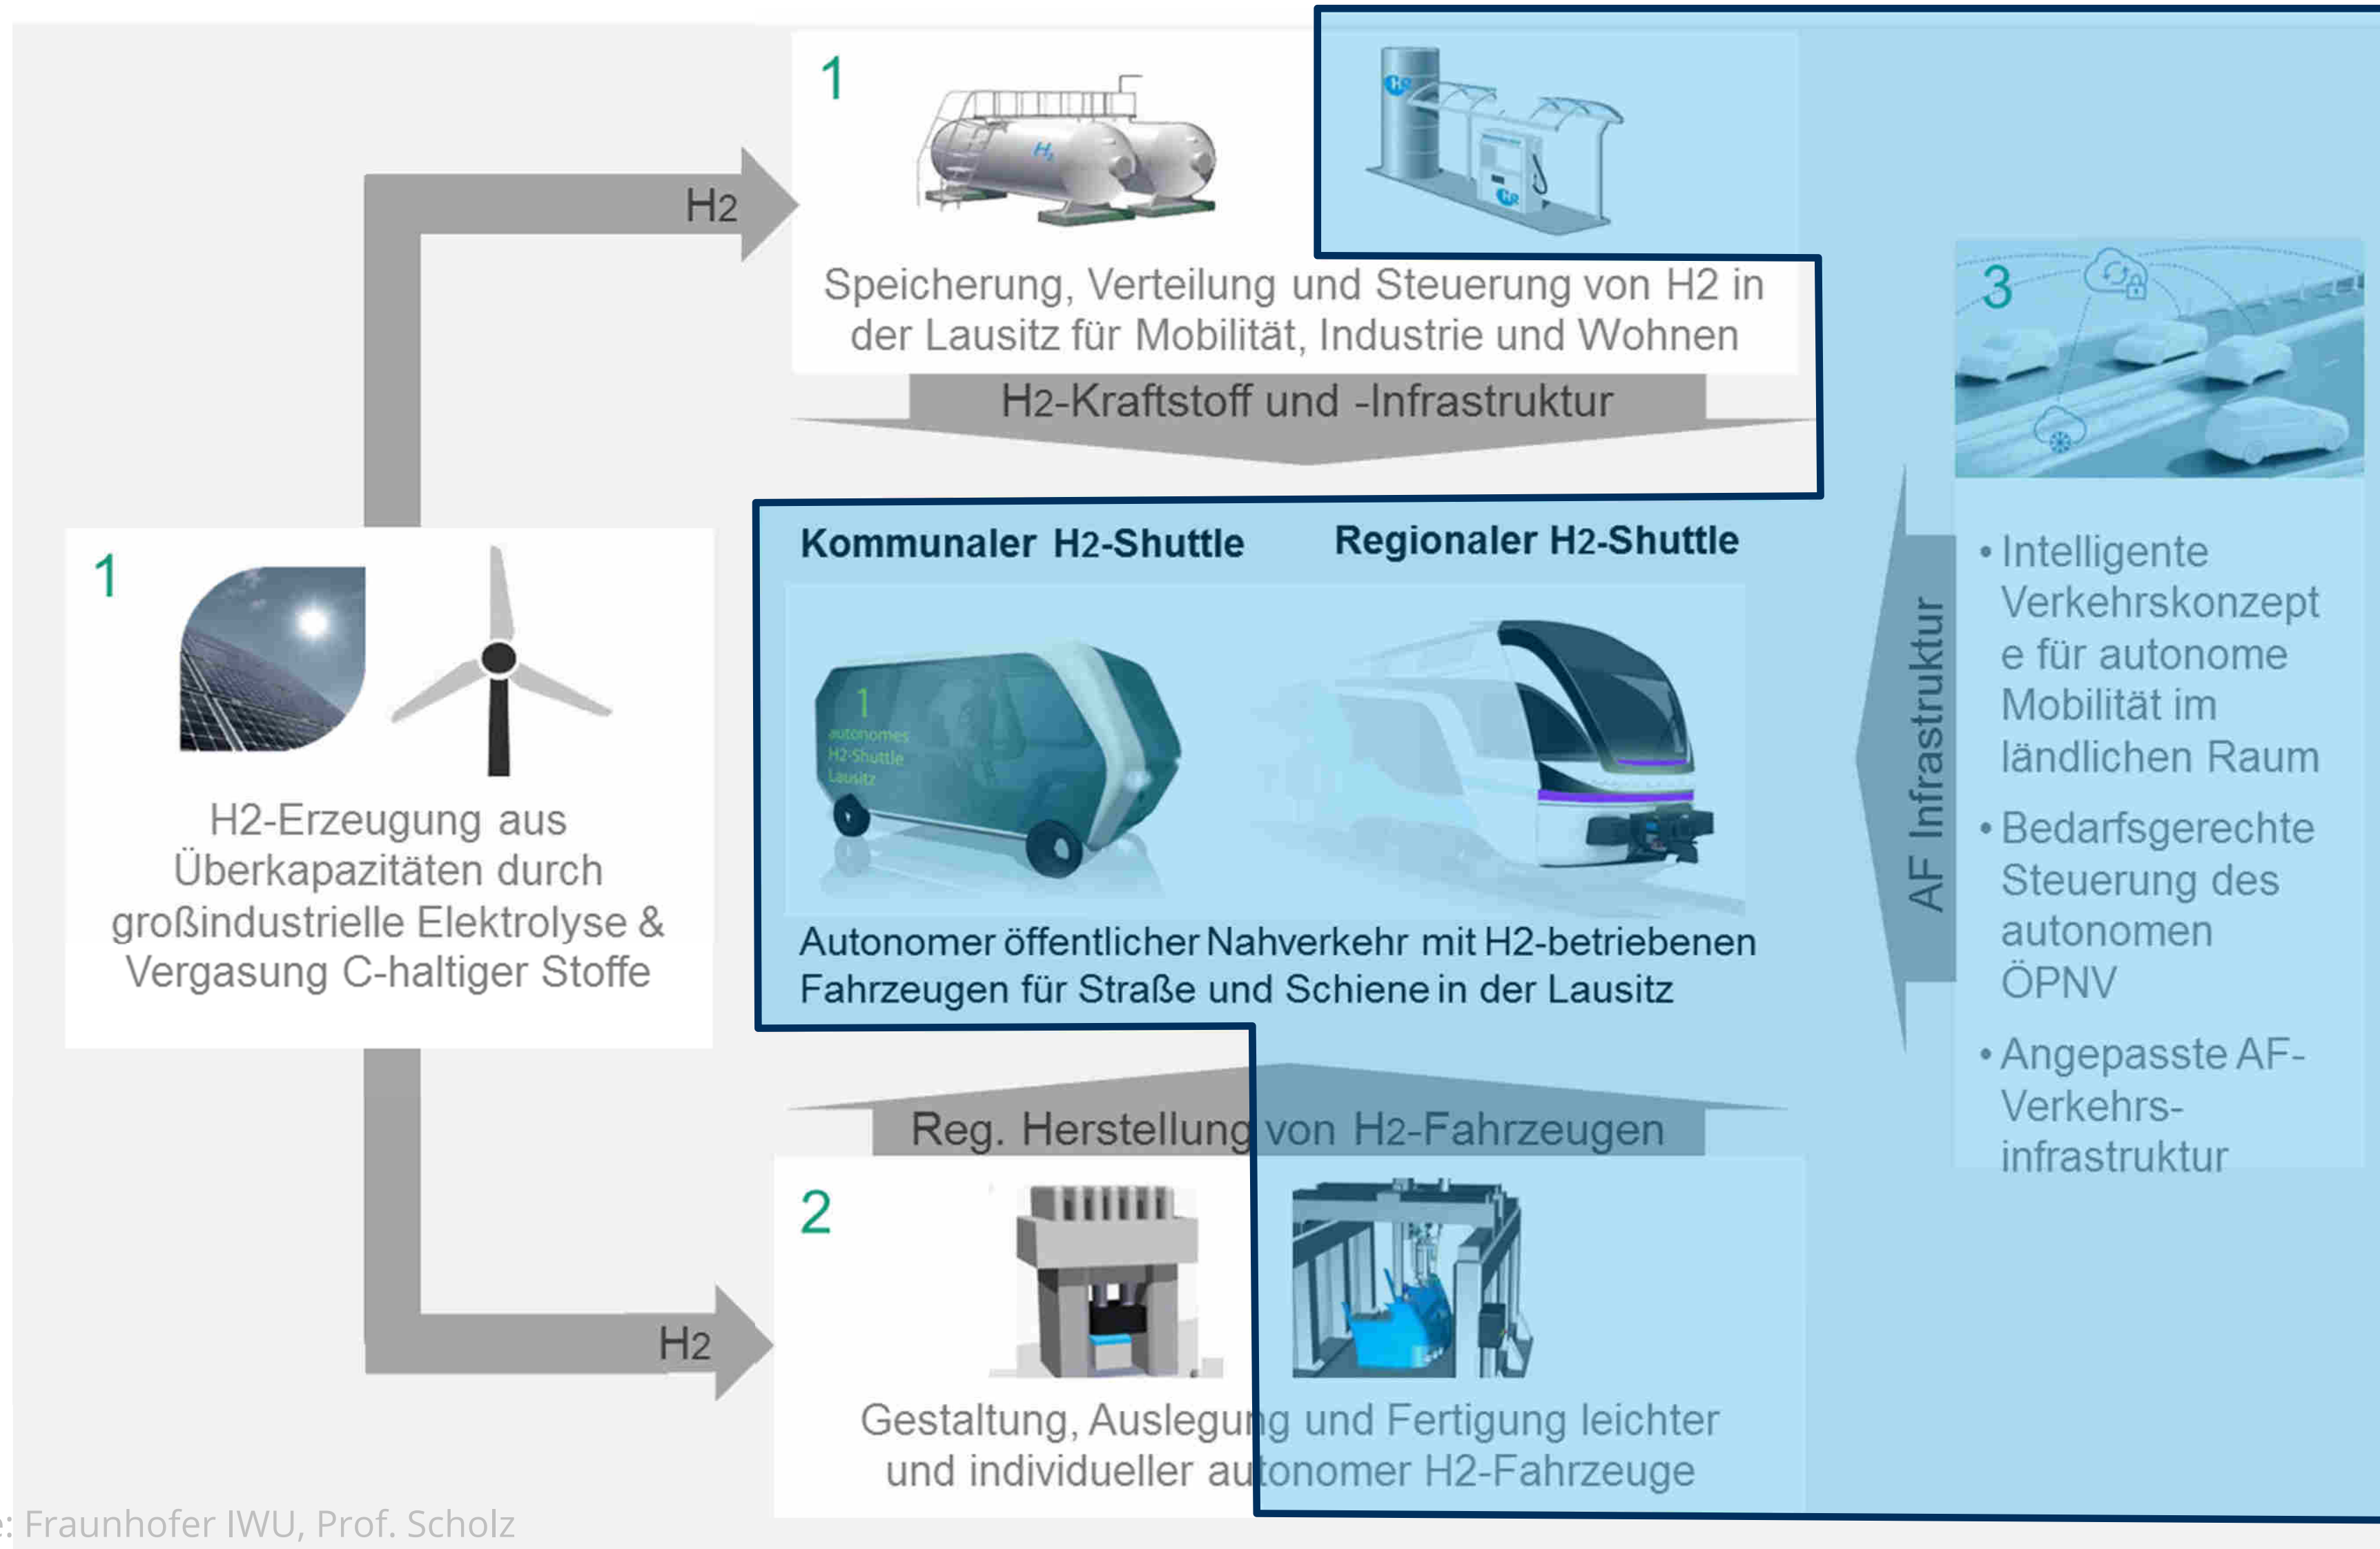 1
H2
H2
Speicherung, Verteilung und Steuerung von H2 in
der Lausitz für Mobilität, Industrie und Wohnen
H2-Kraftstoff und -Infrastruktur
1
H2-Erzeugung aus
Überkapazitäten durch
großindustrielle Elektrolyse &
Vergasung C-haltiger Stoffe
Kommunaler H2-Shuttle
Regionaler H2-Shuttle
1
autonomes
H2-Shuttle
Lausitz
Autonomer öffentlicher Nahverkehr mit H2-betriebenen
Fahrzeugen für Straße und Schiene in der Lausitz
AF Infrastruktur
3
• Intelligente
Verkehrskonzept
e für autonome
Mobilität im
ländlichen Raum
• Bedarfsgerechte
Steuerung des
autonomen
ÖPNV
• Angepasste AF-
Verkehrs-
infrastruktur
Reg. Herstellung von H2-Fahrzeugen
2
H2
Gestaltung, Auslegung und Fertigung leichter
und individueller autonomer H2-Fahrzeuge
e: Fraunhofer IWU, Prof. Scholz